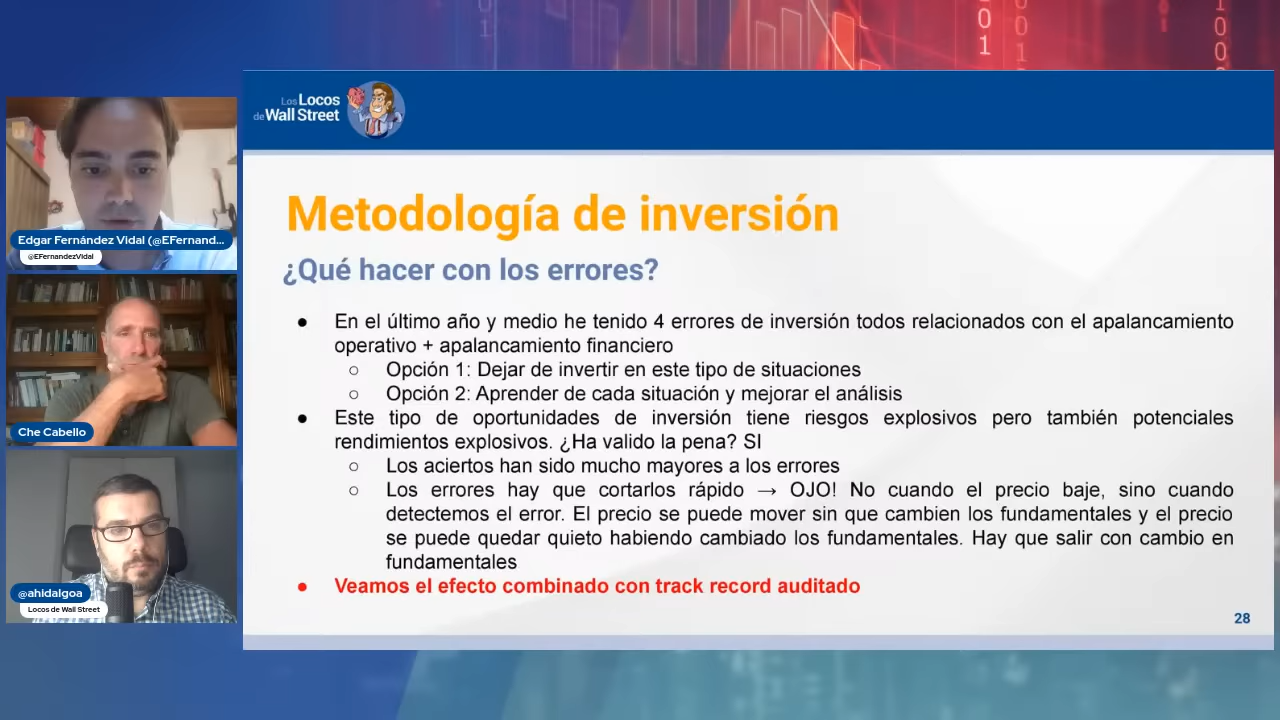 Los Locos
de Wall Street
Metodología de inversión
¿Qué hacer con los errores?
● En el último año y medio he tenido 4 errores de inversión todos relacionados con el apalancamiento
operativo + apalancamiento financiero
○ Opción 1: Dejar de invertir en este tipo de situaciones
○ Opción 2: Aprender de cada situación y mejorar el análisis
● Este tipo de oportunidades de inversión tiene riesgos explosivos pero también potenciales
rendimientos explosivos. ¿Ha valido la pena? SI
○ Los aciertos han sido mucho mayores a los errores
○ Los errores hay que cortarlos rápido → OJO! No cuando el precio baje, sino cuando
detectemos el error. El precio se puede mover sin que cambien los fundamentales y el precio
se puede quedar quieto habiendo cambiado los fundamentales. Hay que salir con cambio en
fundamentales
● Veamos el efecto combinado con track record auditado
28
Edgar Fernández Vidal (@EFernand...
@EFernandezVidal
Che Cabello
@ahidalgoa
Locos de Wall Street